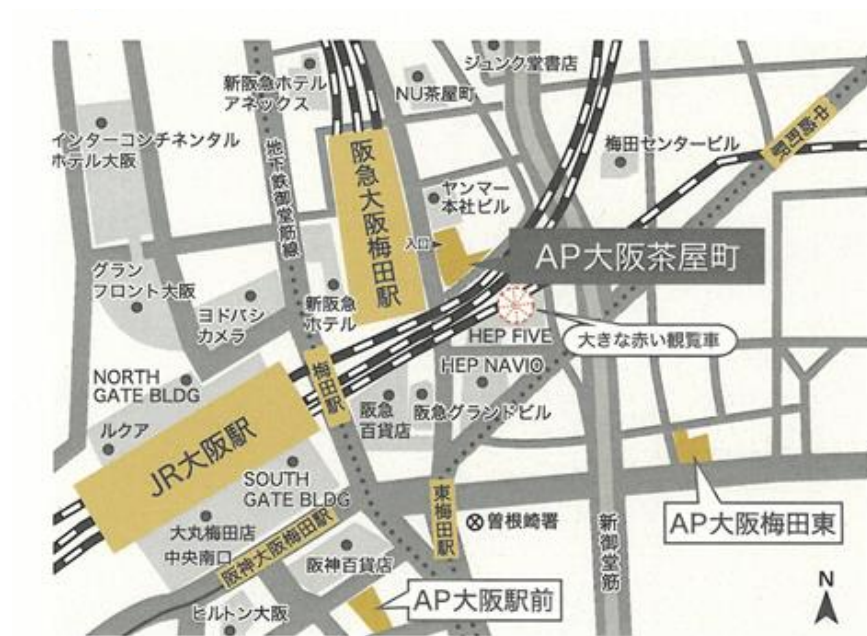 新阪急ホテル
アネックス
NU茶屋町
ジュンク堂書店
インターコンチネンタル
ホテル大阪
地下鉄御堂筋線
阪急大阪梅田駅
梅田センタービル
中崎町駅
ヤンマー
本社ビル
入口
AP大阪茶屋町
グラン
フロント大阪
ヨドバシ
カメラ
新阪急
ホテル
HEP FIVE
大きな赤い観覧車
HEP NAVIO
NORTH
GATE BLDG
梅田駅
阪急
百貨店
阪急グランドビル
ルクア
JR大阪駅
SOUTH
GATE BLDG
大丸梅田店
中央南口
阪神大阪梅田駅
東梅田駅
曽根崎署
新御堂筋
AP大阪梅田東
阪神百貨店
AP大阪駅前
ヒルトン大阪
N